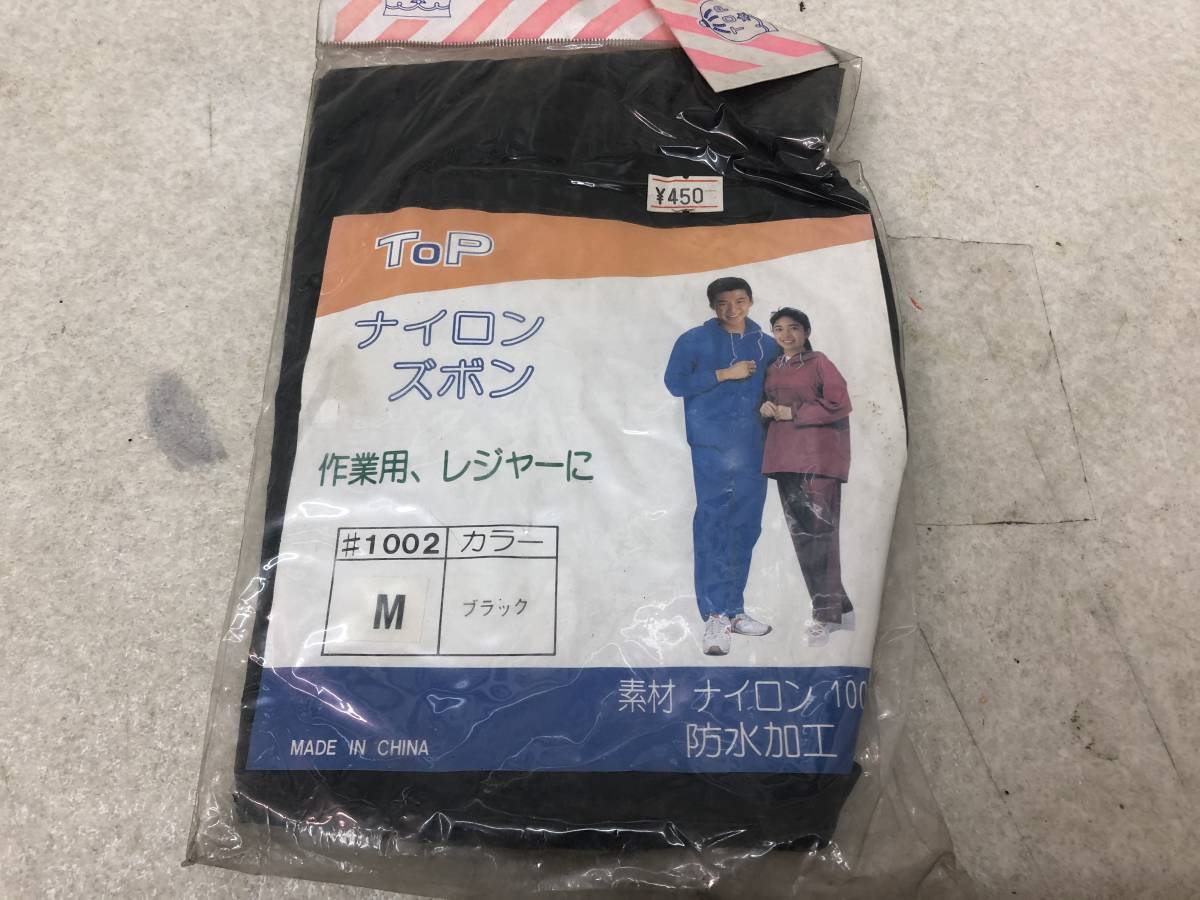 ¥450
ToP
ナイロン
ズボン
作業用、レジャーに
#1002 カラー
M ブラック
素材 ナイロン 100
防水加工
MADE IN CHINA